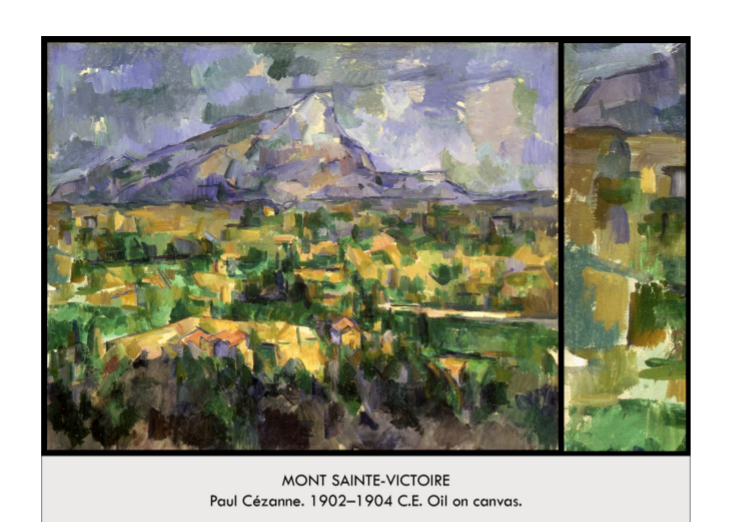 MONT SAINTE-VICTOIRE
Paul Cézanne. 1902–1904 C.E. Oil on canvas.